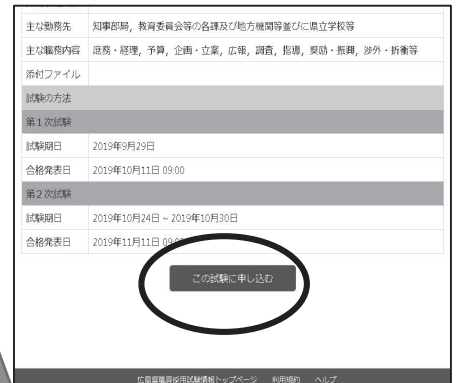 主な勤務先 知事部局，教育委員会等の各課及び地方機関等並びに県立学校等
主な職務内容 庶務・経理，予算，企画・立案，広報，調査，指導，奨励・振興，渉外・折衝等
添付ファイル
試験の方法
第１次試験
試験期日 2019年9月29日
合格発表日 2019年10月11日 09:00
第２次試験
試験期日 2019年10月24日 ~ 2019年10月30日
合格発表日 2019年11月11日 09:00
この試験に申し込む
広島県職員採用試験情報トップページ 利用規約 ヘルプ